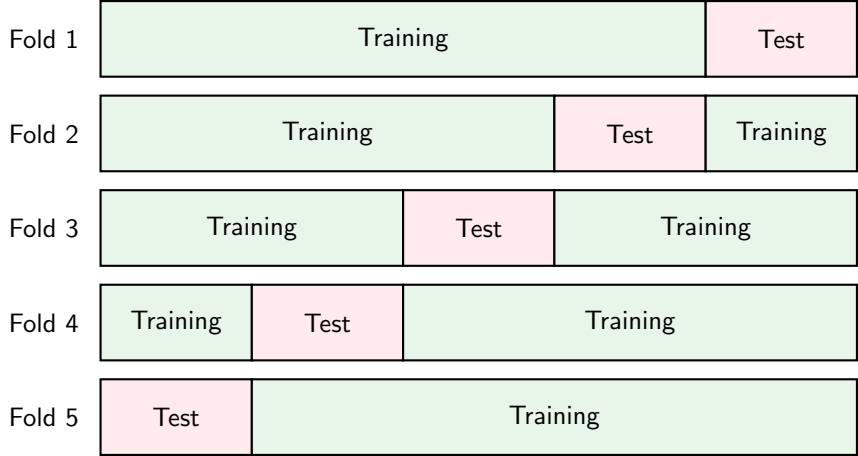 Fold 1 Training Test
Fold 2 Training Test Training
Fold 3 Training Test Training
Fold 4 Training Test Training
Fold 5 Test Training